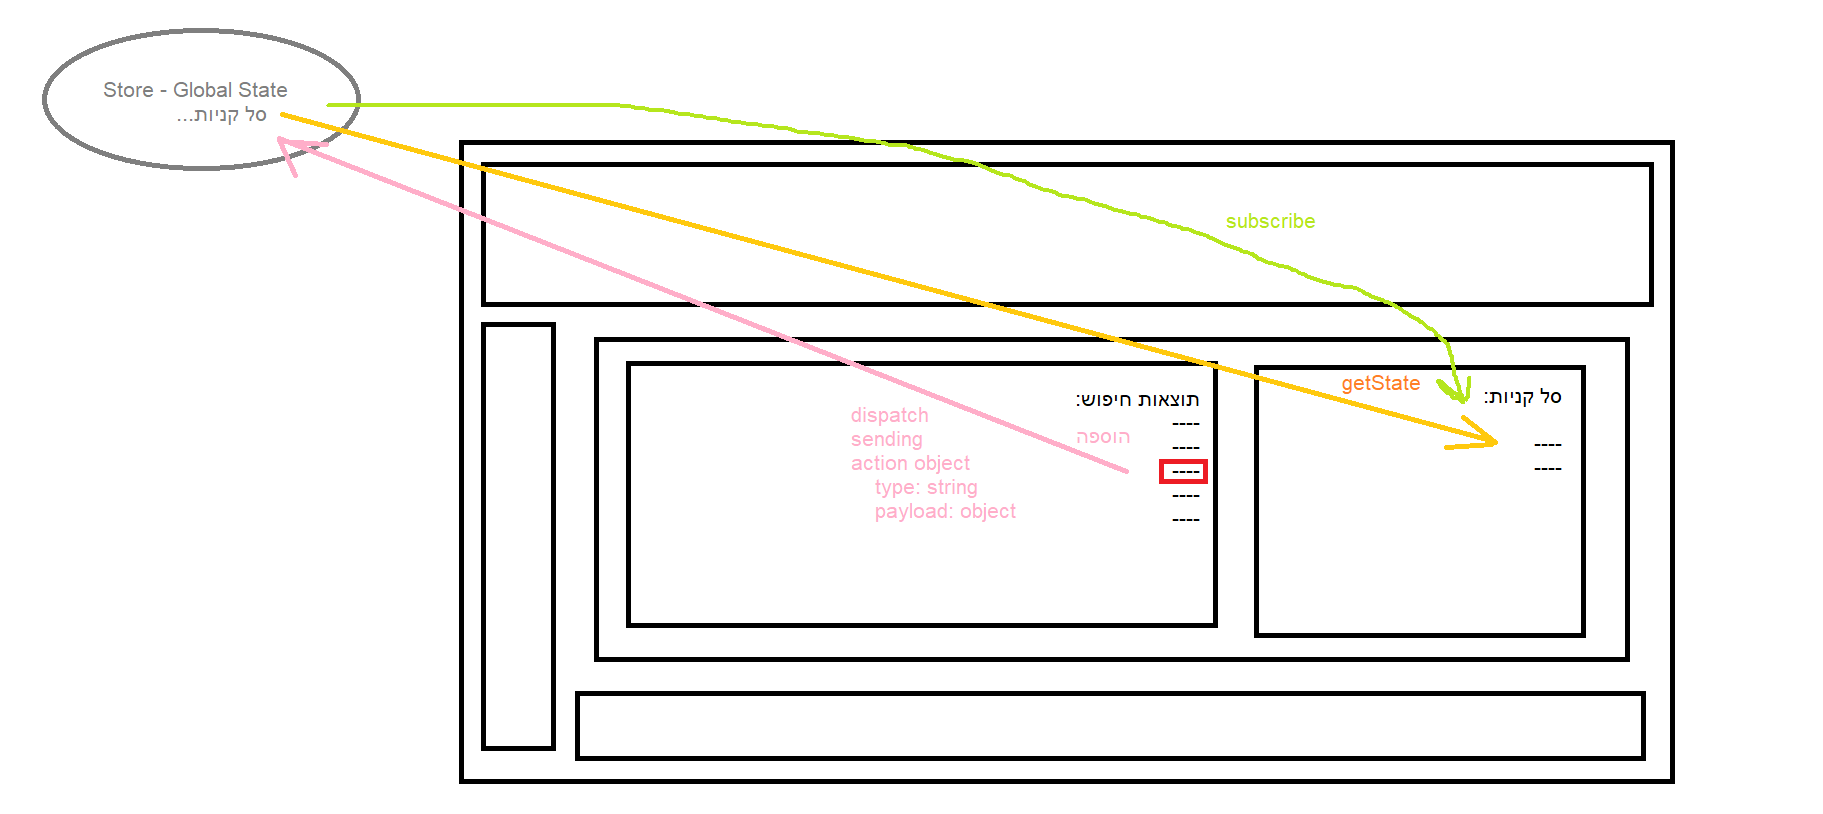 Store - Global State
סל קניות...
subscribe
getState
סל קניות:
----
----
תוצאות חיפוש:
----
----
----
----
----
הוספה
dispatch
sending
action object
type: string
payload: object